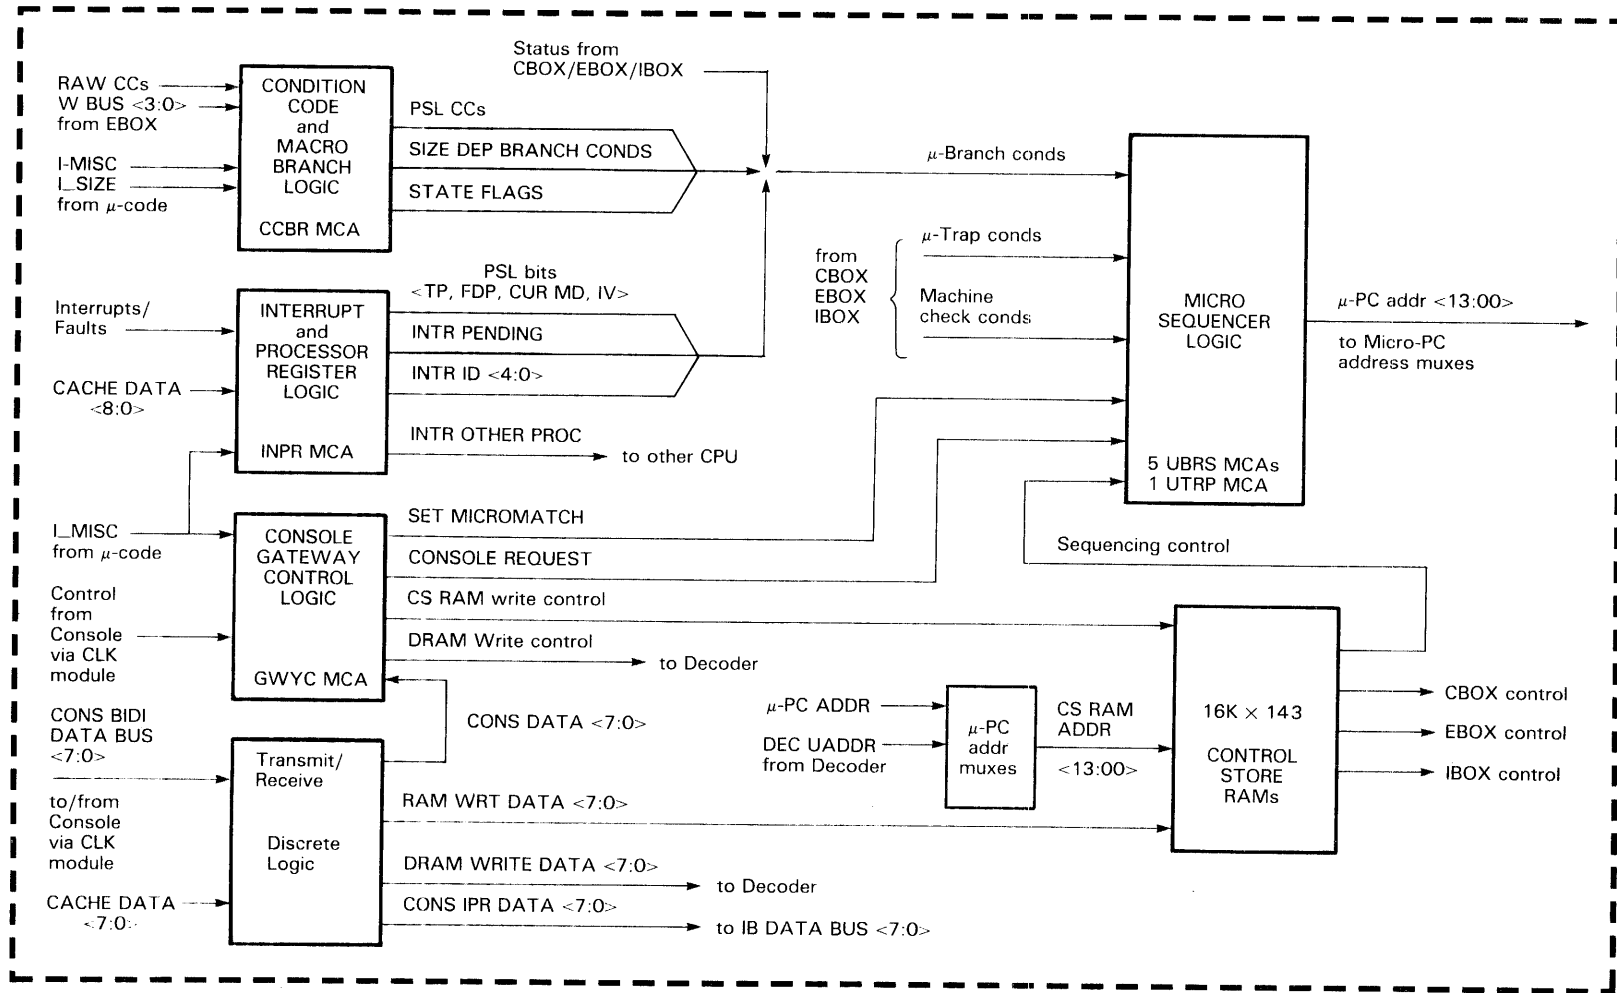 Status from
CBOX/EBOX/IBOX
RAW CCs
W BUS <3:0>
from EBOX
I-MISC
I_SIZE
from μ-code
CONDITION
CODE
and
MACRO
BRANCH
LOGIC
CCBR MCA
PSL CCs
SIZE DEP BRANCH CONDS
STATE FLAGS
μ-Branch conds
μ-Trap conds
from
CBOX
EBOX
IBOX
Machine
check conds
MICRO
SEQUENCER
LOGIC
5 UBRS MCAs
1 UTRP MCA
μ-PC addr <13:00>
to Micro-PC
address muxes
Interrupts/
Faults
CACHE DATA
<8:0>
INTERRUPT
and
PROCESSOR
REGISTER
LOGIC
INPR MCA
PSL bits
<TP, FDP, CUR MD, IV>
INTR PENDING
INTR ID <4:0>
INTR OTHER PROC
to other CPU
I_MISC
from μ-code
Control
from
Console
via CLK
module
CONSOLE
GATEWAY
CONTROL
LOGIC
GWYC MCA
SET MICROMATCH
CONSOLE REQUEST
CS RAM write control
DRAM Write control
to Decoder
Sequencing control
CONS DATA <7:0>
μ-PC ADDR
DEC UADDR
from Decoder
μ-PC
addr
muxes
CS RAM
ADDR
<13:00>
16K × 143
CONTROL
STORE
RAMs
CBOX control
EBOX control
IBOX control
CONS BIDI
DATA BUS
<7:0>
to/from
Console
via CLK
module
CACHE DATA
<7:0>
Transmit/
Receive
Discrete
Logic
RAM WRT DATA <7:0>
DRAM WRITE DATA <7:0>
to Decoder
CONS IPR DATA <7:0>
to IB DATA BUS <7:0>